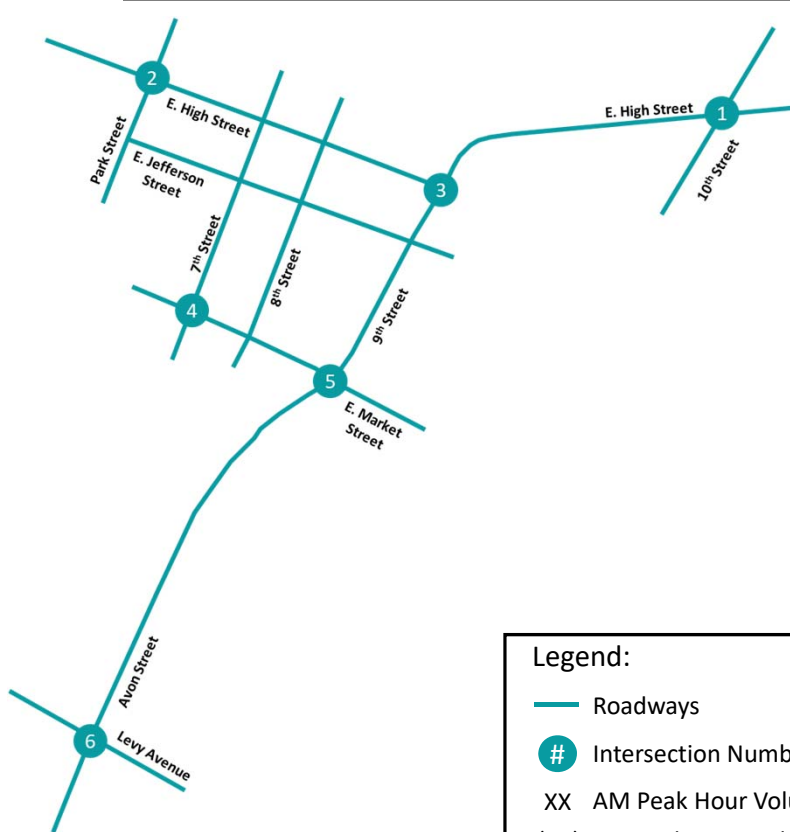 2
E. High Street
Park Street
E. Jefferson
Street
1
E. High Street
10th Street
3
7th Street
8th Street
4
9th Street
5
E. Market
Street
Avon Street
6
Levy Avenue
Legend:
Roadways
# Intersection Numb
XX AM Peak Hour Volu